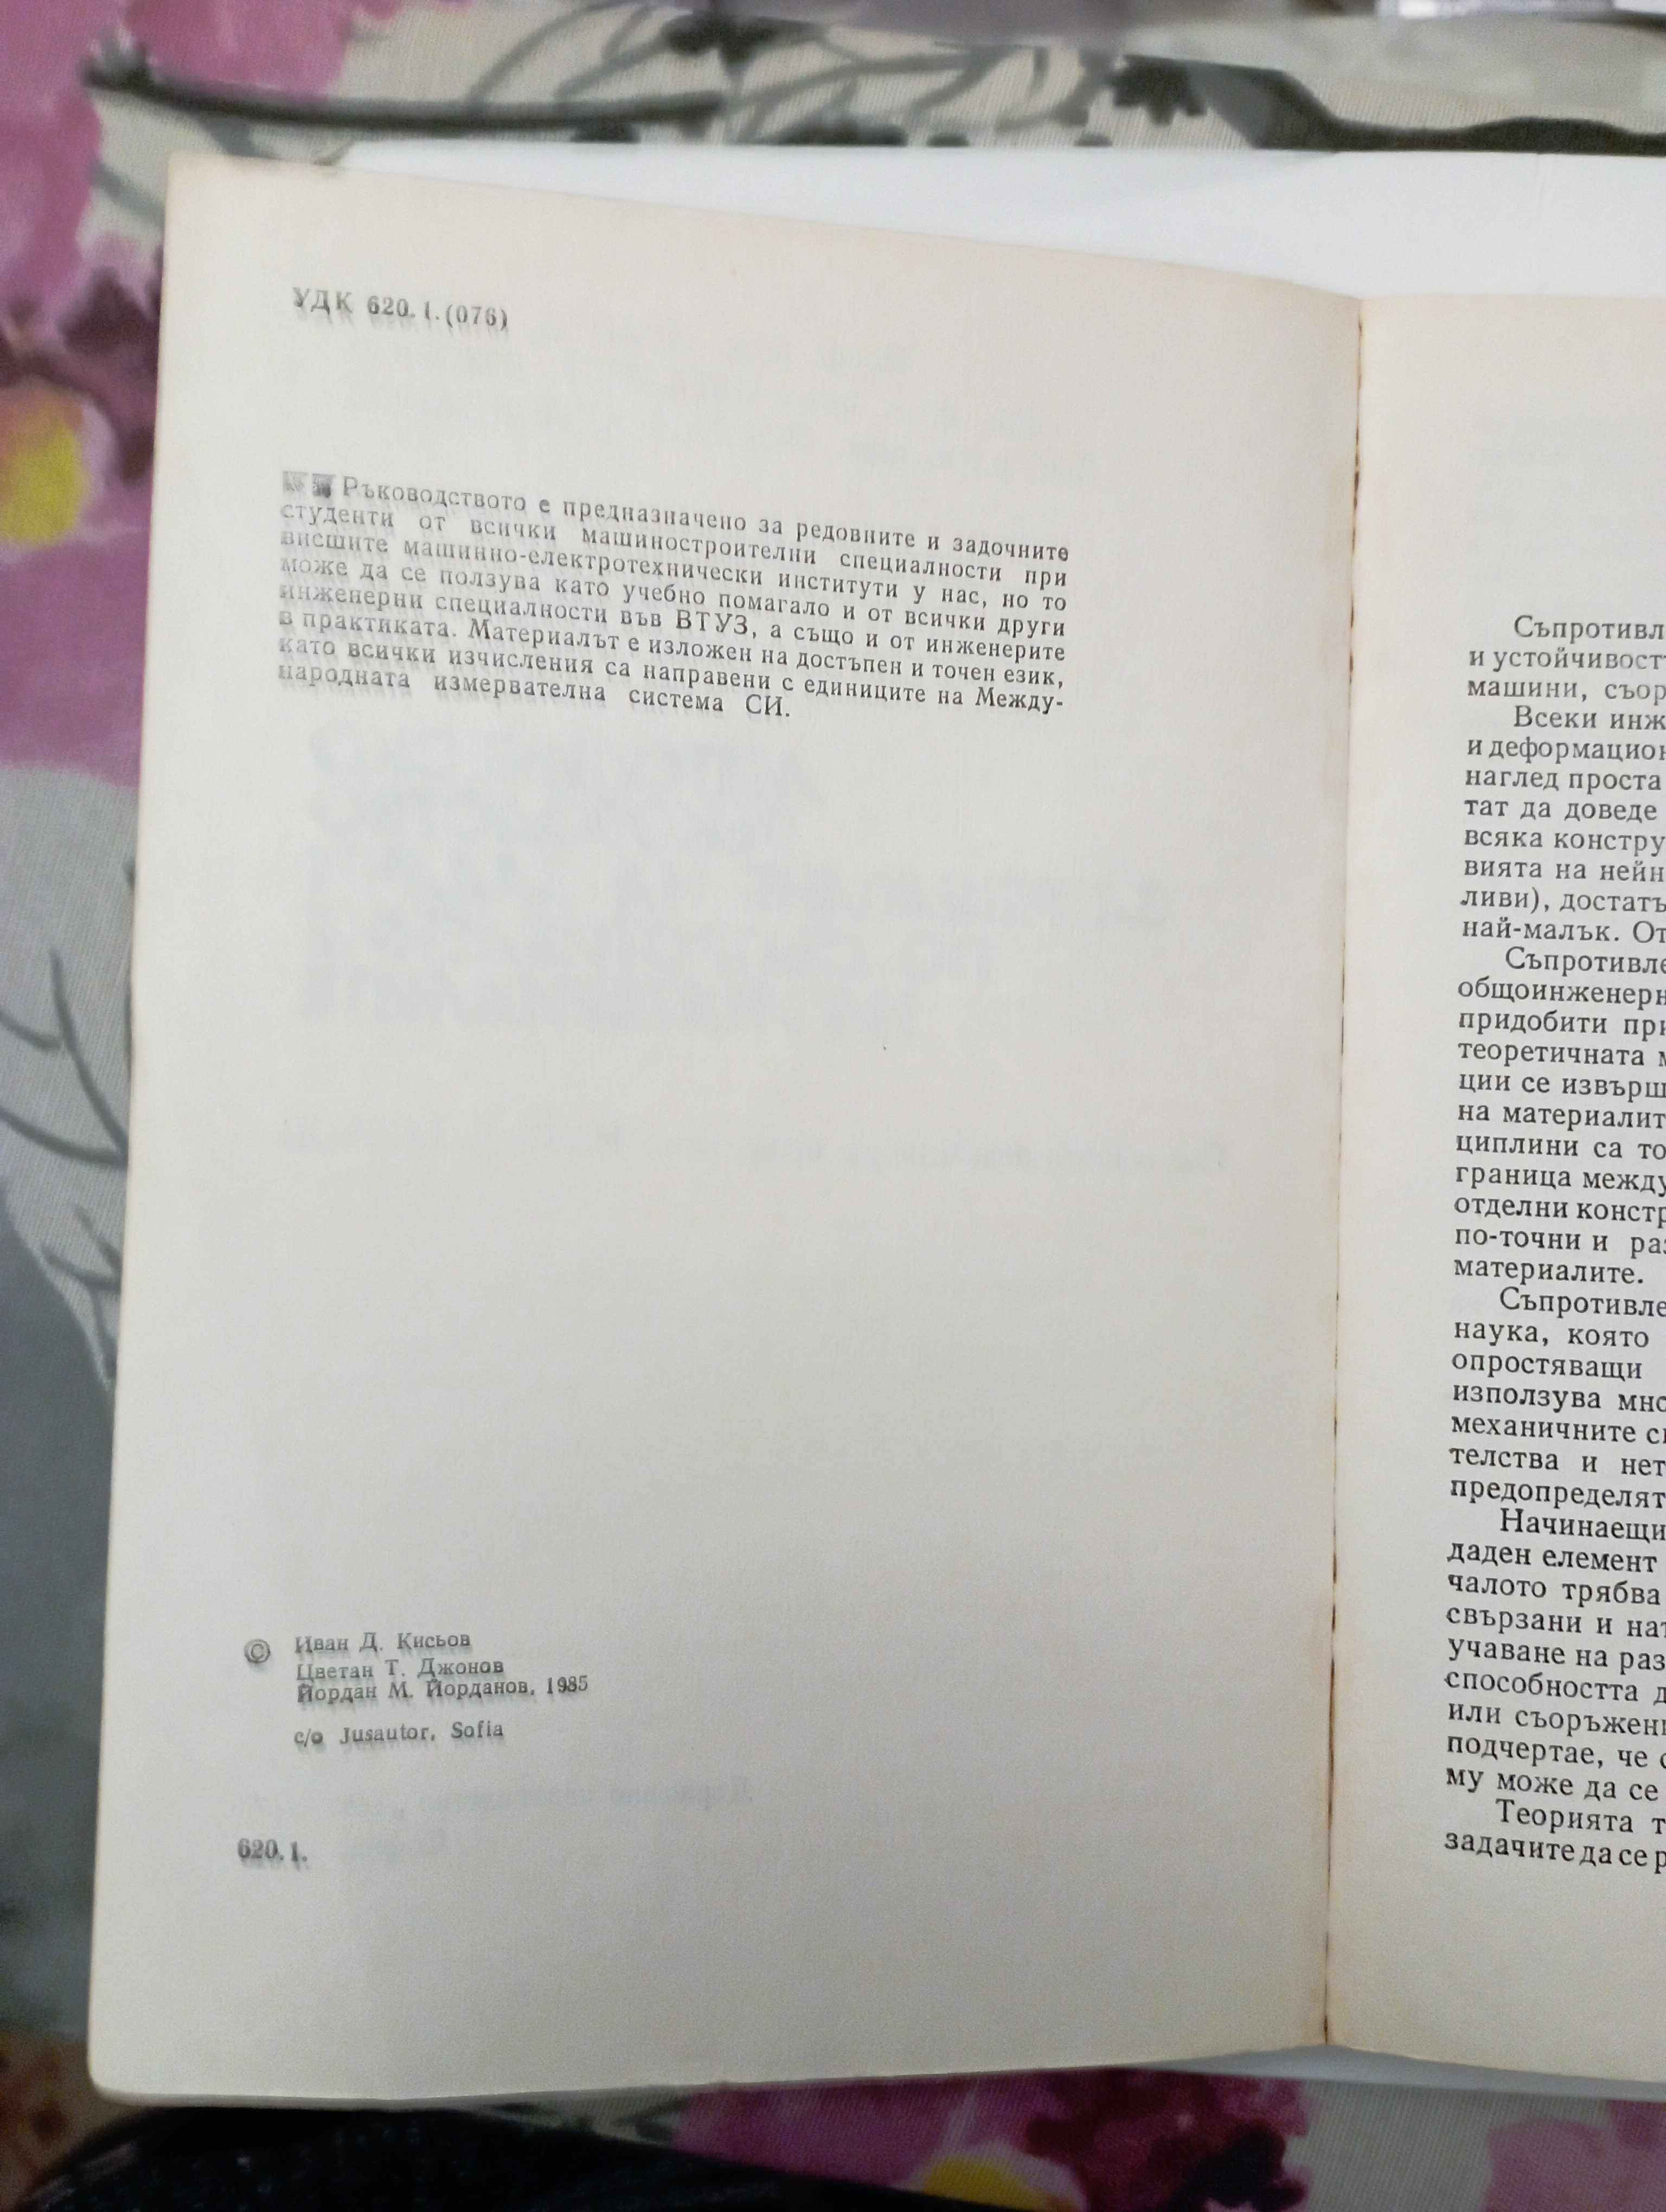 УДК 620.1.(076)
Ръководството е предназначено за редовните и задочните
студенти от всички машиностроителни специалности при
висшите машинно-електротехнически институти у нас, но то
може да се ползува като учебно помагало и от всички други
инженерни специалности във ВТУЗ, а също и от инженерите
в практиката. Материалът е изложен на достъпен и точен език,
като всички изчисления са направени с единиците на Между-
народната измервателна система СИ.
© Иван Д. Кисьов
Цветан Т. Джонов
Йордан М. Йорданов, 1985
c/o Jusautor, Sofia
620.1.
Съпротивл
и устойчивост
машини, съор
Всеки инж
и деформацион
наглед проста
тат да доведе
всяка констру
вията на нейн
ливи), достатъ
най-малък. От
Съпротивле
общоинженерн
придобити при
теоретичната
ции се извърш
на материалит
циплини са то
граница между
отделни констр
по-точни и раз
материалите.
Съпротивле
наука, която
опростяващи
използува мно
механичните с
телства и нет
предопределят
Начинаещи
даден елемент
чалото трябва
свързани и нат
учаване на раз
способността д
или съоръжен
подчертае, че с
му може да се
Теорията т
задачите да се р